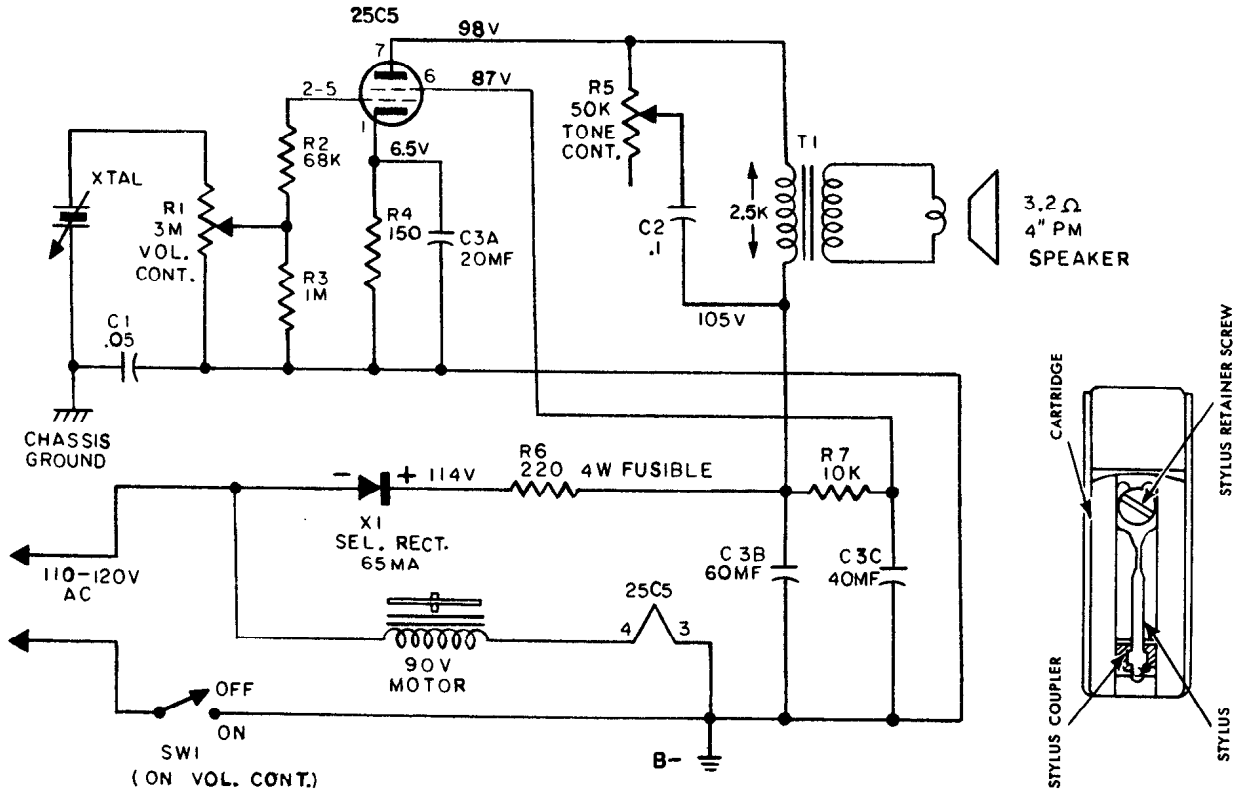 25C5
7
98V
6
87V
2-5
1
R2
68K
6.5V
R5
50K
TONE
CONT.
T1
XTAL
R1
3M
VOL.
CONT.
R4
150
C3A
20MF
2.5K
C2
.1
3.2 Ω
4" PM
SPEAKER
R3
1M
C1
.05
105V
CHASSIS
GROUND
R6
220 4W FUSIBLE
R7
10K
- + 114V
X1
SEL. RECT.
65MA
110-120V
AC
C3B
60MF
C3C
40MF
25C5
4
3
90V
MOTOR
OFF
ON
SW1
(ON VOL. CONT.)
B-
CARTRIDGE
STYLUS RETAINER SCREW
STYLUS COUPLER
STYLUS